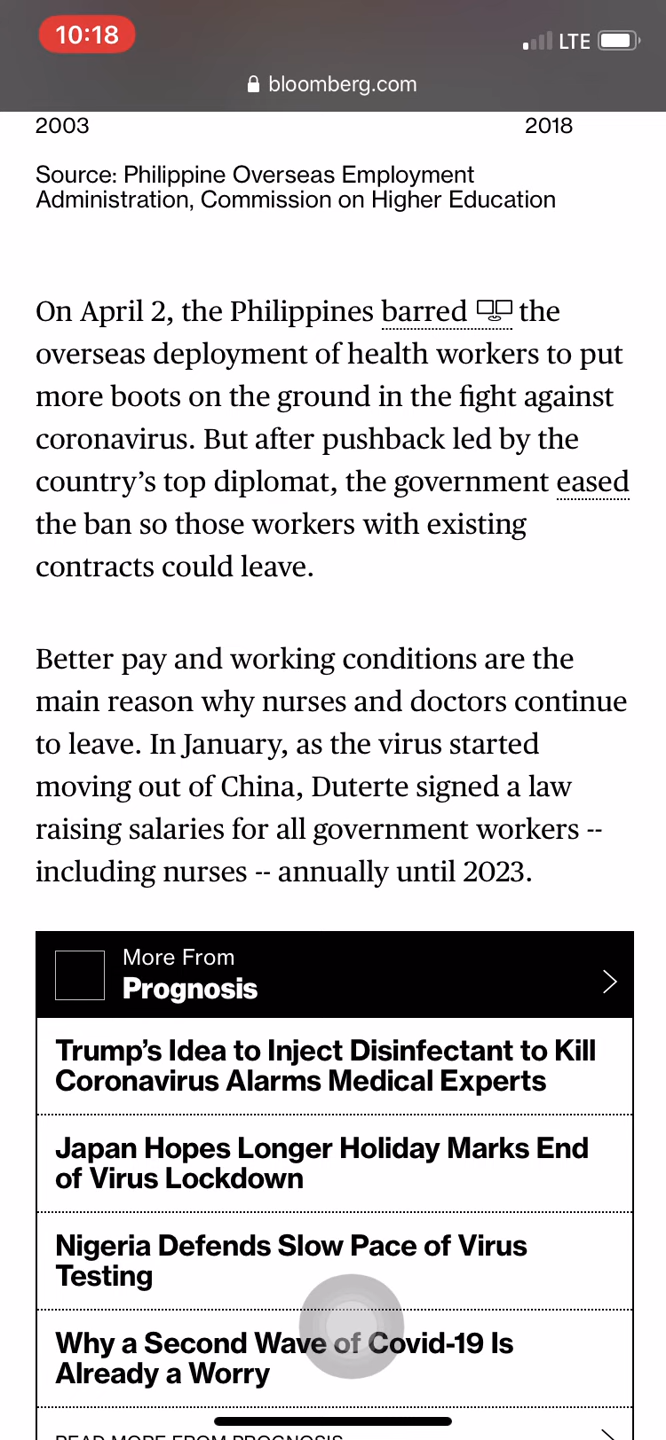 10:18
LTE
bloomberg.com
2003 2018
Source: Philippine Overseas Employment
Administration, Commission on Higher Education
On April 2, the Philippines barred the
overseas deployment of health workers to put
more boots on the ground in the fight against
coronavirus. But after pushback led by the
country’s top diplomat, the government eased
the ban so those workers with existing
contracts could leave.
Better pay and working conditions are the
main reason why nurses and doctors continue
to leave. In January, as the virus started
moving out of China, Duterte signed a law
raising salaries for all government workers --
including nurses -- annually until 2023.
More From
Prognosis
Trump’s Idea to Inject Disinfectant to Kill
Coronavirus Alarms Medical Experts
Japan Hopes Longer Holiday Marks End
of Virus Lockdown
Nigeria Defends Slow Pace of Virus
Testing
Why a Second Wave of Covid-19 Is
Already a Worry
READ MORE FROM PROGNOSIS